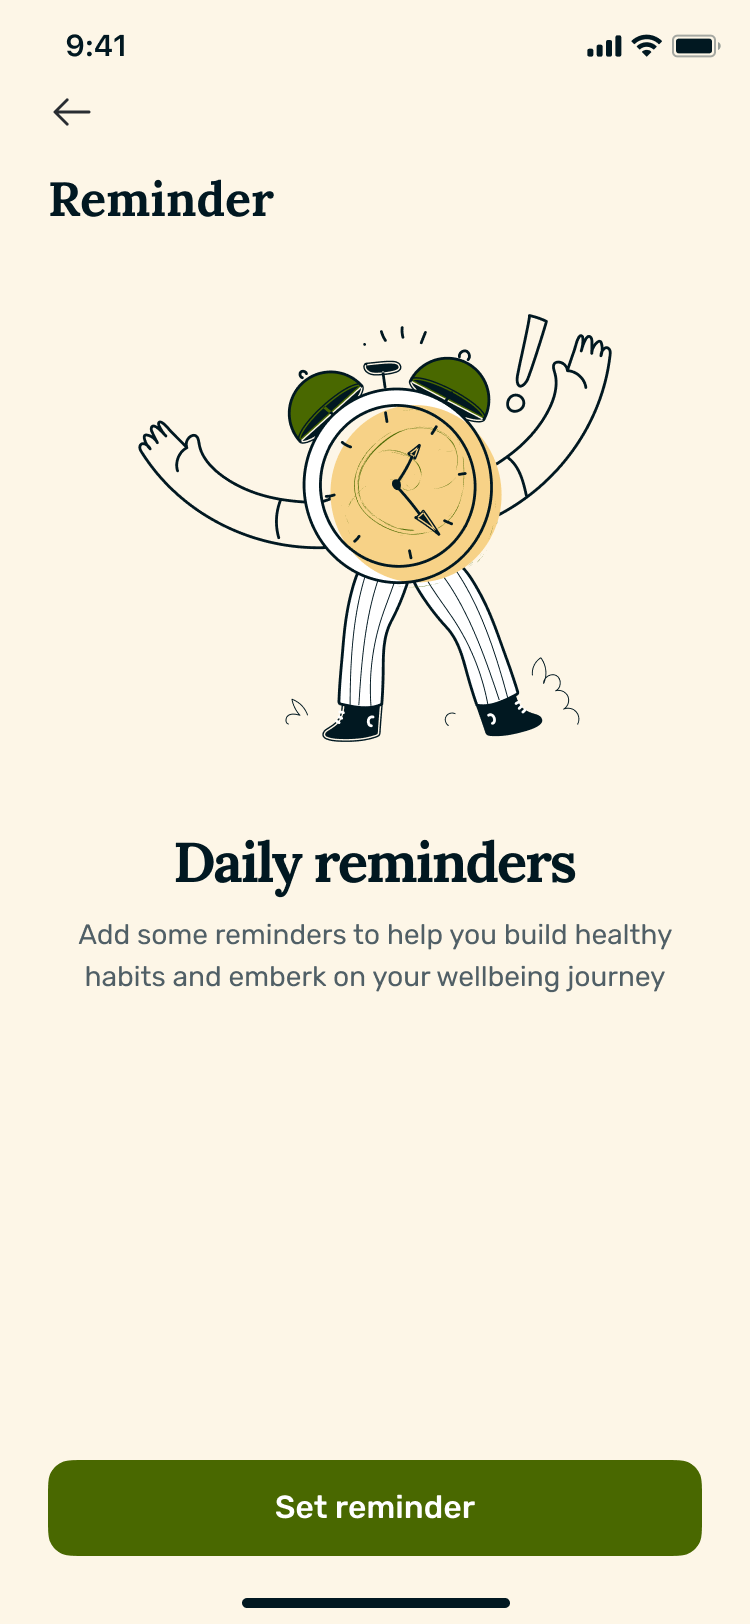 9:41
Reminder
Daily reminders
Add some reminders to help you build healthy
habits and emberk on your wellbeing journey
Set reminder